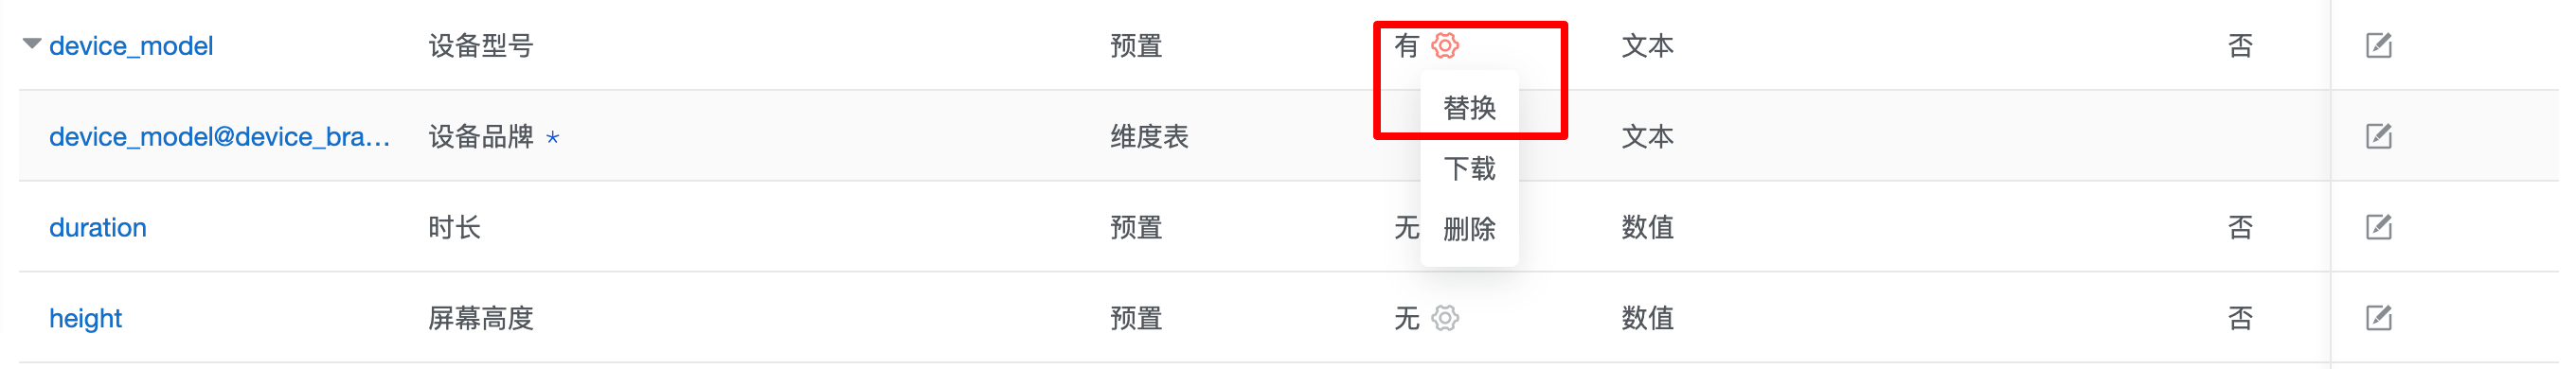 device_model 设备型号 预置 有 文本 否
替换
device_model@device_bra... 设备品牌 * 维度表 文本
下载
duration 时长 预置 无 数值 否
删除
height 屏幕高度 预置 无 数值 否